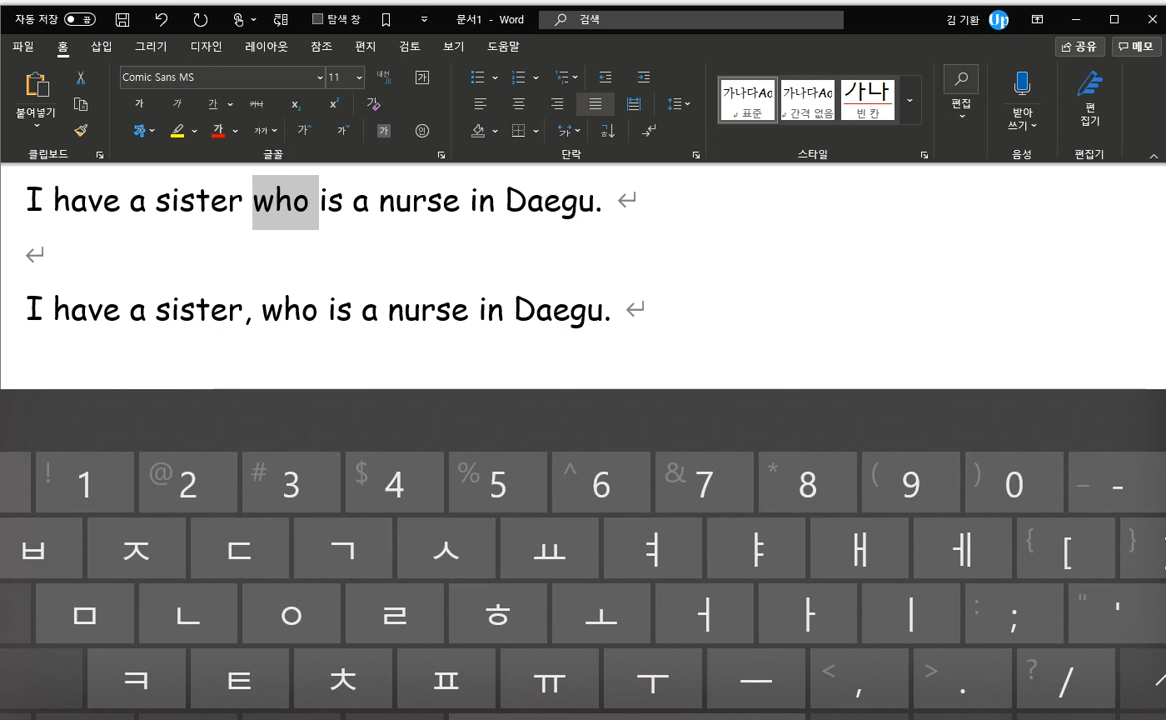 자동 저장 끔 탐색 창 문서1 - Word 검색 김 기환 Up
파일 홈 삽입 그리기 디자인 레이아웃 참조 편지 검토 보기 도움말 공유 메모
붙여넣기
Comic Sans MS 11
가나다AaC 표준
가나다AaC 간격 없음
가나 빈 칸
편집
받아
쓰기
편
집기
클립보드 글꼴 단락 스타일 음성 편집기
I have a sister who is a nurse in Daegu.
I have a sister, who is a nurse in Daegu.
! 1 @ 2 # 3 $ 4 % 5 ^ 6 & 7 * 8 ( 9 ) 0 _ -
ㅂ ㅈ ㄷ ㄱ ㅅ ㅛ ㅕ ㅑ ㅐ ㅔ { [ }
ㅁ ㄴ ㅇ ㄹ ㅎ ㅗ ㅓ ㅏ ㅣ : ; " '
ㅋ ㅌ ㅊ ㅍ ㅠ ㅜ ㅡ < , > . ? /